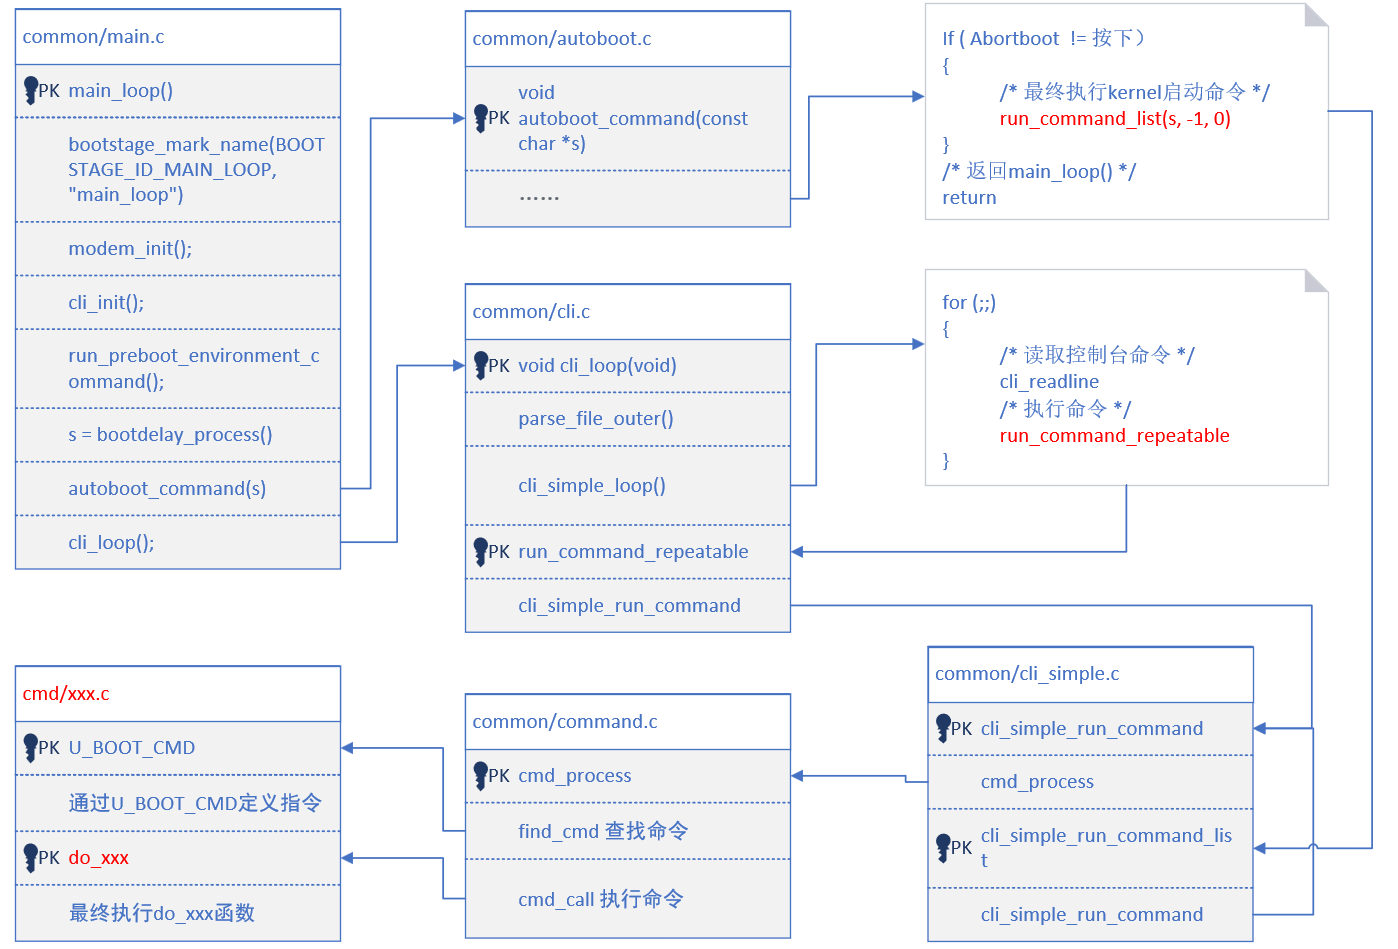 common/main.c
PK main_loop()
bootstage_mark_name(BOOT
STAGE_ID_MAIN_LOOP,
"main_loop")
modem_init();
cli_init();
run_preboot_environment_c
ommand();
s = bootdelay_process()
autoboot_command(s)
cli_loop();
common/autoboot.c
void
PK autoboot_command(const
char *s)
……
If ( Abortboot != 按下）
{
/* 最终执行kernel启动命令 */
run_command_list(s, -1, 0)
}
/* 返回main_loop() */
return
common/cli.c
PK void cli_loop(void)
parse_file_outer()
cli_simple_loop()
PK run_command_repeatable
cli_simple_run_command
for (;;)
{
/* 读取控制台命令 */
cli_readline
/* 执行命令 */
run_command_repeatable
}
cmd/xxx.c
PK U_BOOT_CMD
通过U_BOOT_CMD定义指令
PK do_xxx
最终执行do_xxx函数
common/command.c
PK cmd_process
find_cmd 查找命令
cmd_call 执行命令
common/cli_simple.c
PK cli_simple_run_command
cmd_process
PK cli_simple_run_command_lis
t
cli_simple_run_command